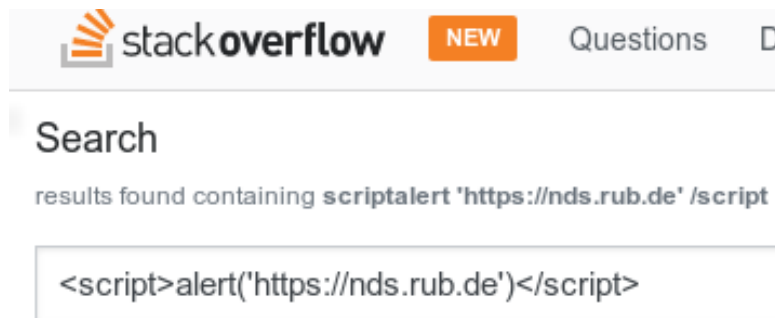 stackoverflow NEW Questions D
Search
results found containing scriptalert 'https://nds.rub.de' /script
<script>alert('https://nds.rub.de')</script>